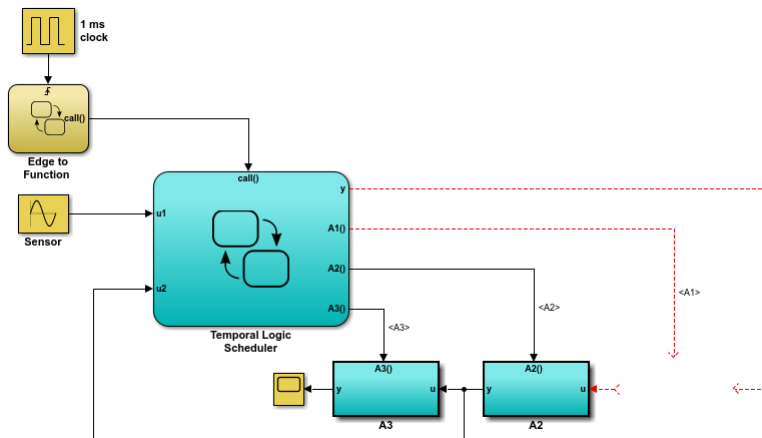 1 ms
clock
call()
Edge to
Function
call()
y
Sensor
u1
A1()
A2()
u2
<A1>
<A2>
A3()
<A3>
Temporal Logic
Scheduler
A3()
A2()
y
u
y
u
A3
A2